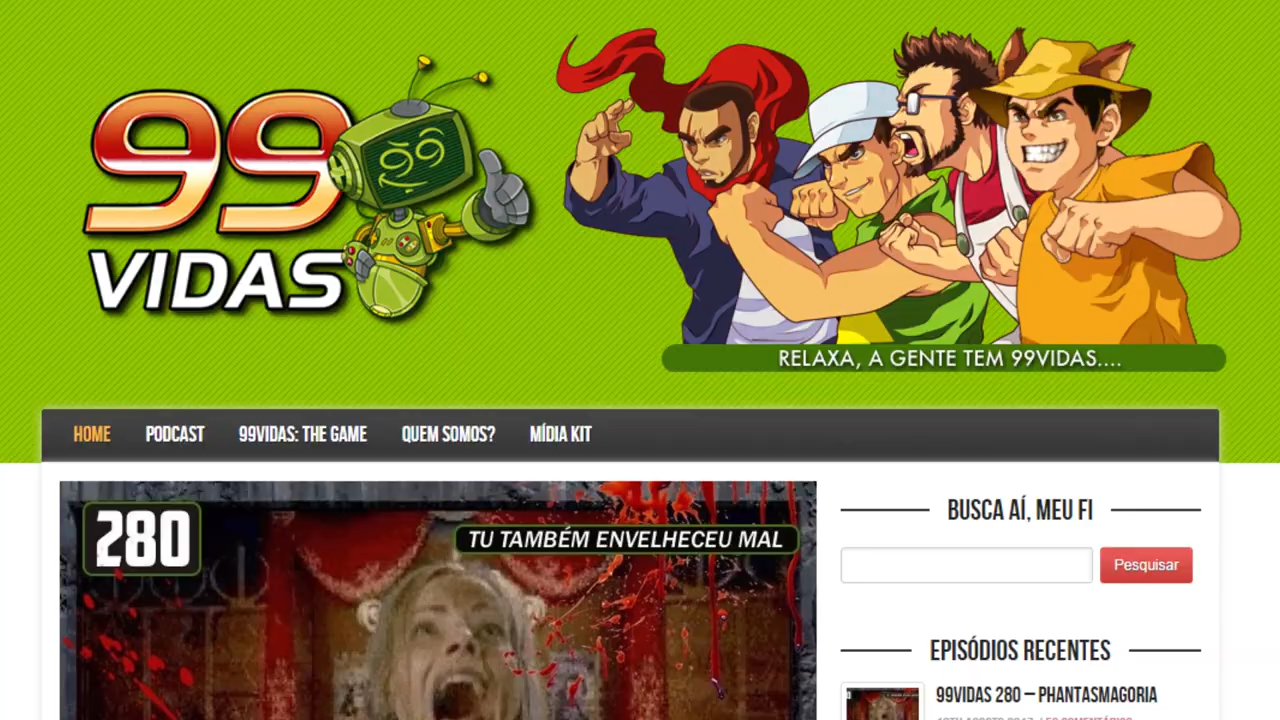 99
VIDAS
99
RELAXA, A GENTE TEM 99VIDAS....
HOME PODCAST 99VIDAS: THE GAME QUEM SOMOS? MÍDIA KIT
280
TU TAMBÉM ENVELHECEU MAL
BUSCA AÍ, MEU FI
Pesquisar
EPISÓDIOS RECENTES
99VIDAS 280 – PHANTASMAGORIA